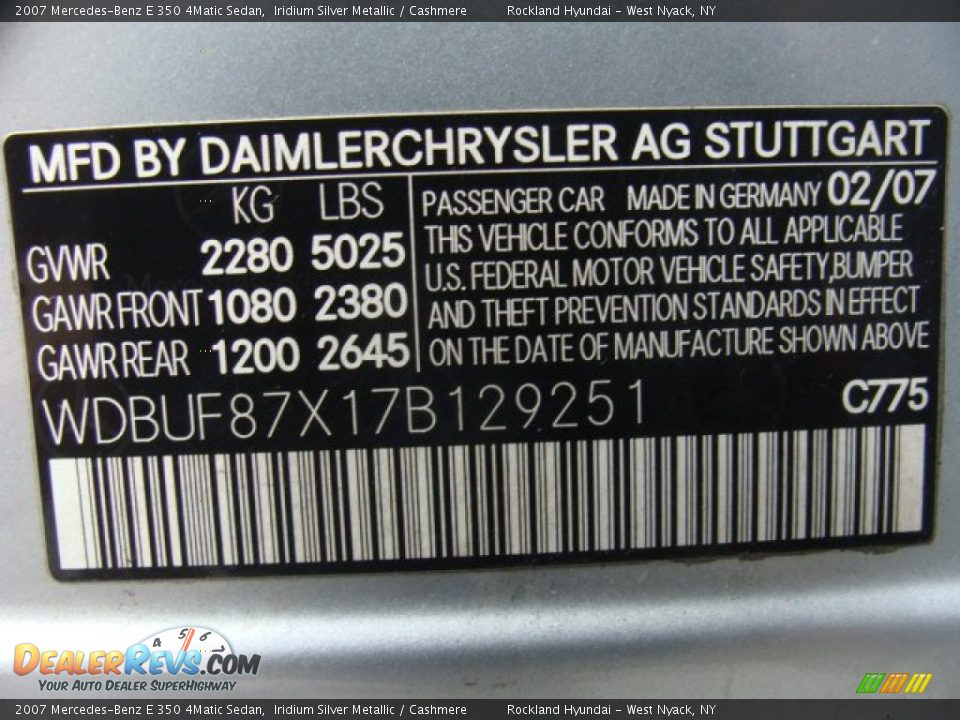 2007 Mercedes-Benz E 350 4Matic Sedan, Iridium Silver Metallic / Cashmere Rockland Hyundai - West Nyack, NY
MFD BY DAIMLERCHRYSLER AG STUTTGART
KG LBS
GVWR 2280 5025
GAWR FRONT 1080 2380
GAWR REAR 1200 2645
PASSENGER CAR MADE IN GERMANY 02/07
THIS VEHICLE CONFORMS TO ALL APPLICABLE
U.S. FEDERAL MOTOR VEHICLE SAFETY,BUMPER
AND THEFT PREVENTION STANDARDS IN EFFECT
ON THE DATE OF MANUFACTURE SHOWN ABOVE
WDBUF87X17B129251 C775
4 5 6 7
DEALERREVS.COM
YOUR AUTO DEALER SUPERHIGHWAY
2007 Mercedes-Benz E 350 4Matic Sedan, Iridium Silver Metallic / Cashmere Rockland Hyundai - West Nyack, NY